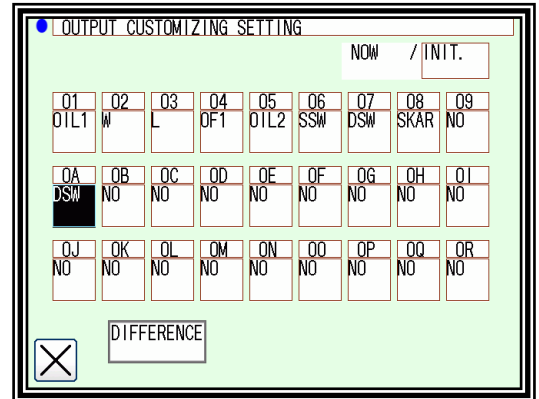 OUTPUT CUSTOMIZING SETTING
NOW / INIT.
01 02 03 04 05 06 07 08 09
OIL1 W L OF1 OIL2 SSW DSW SKAR NO
0A 0B 0C 0D 0E 0F 0G 0H 0I
DSW NO NO NO NO NO NO NO NO
0J 0K 0L 0M 0N 0O 0P 0Q 0R
NO NO NO NO NO NO NO NO NO
DIFFERENCE